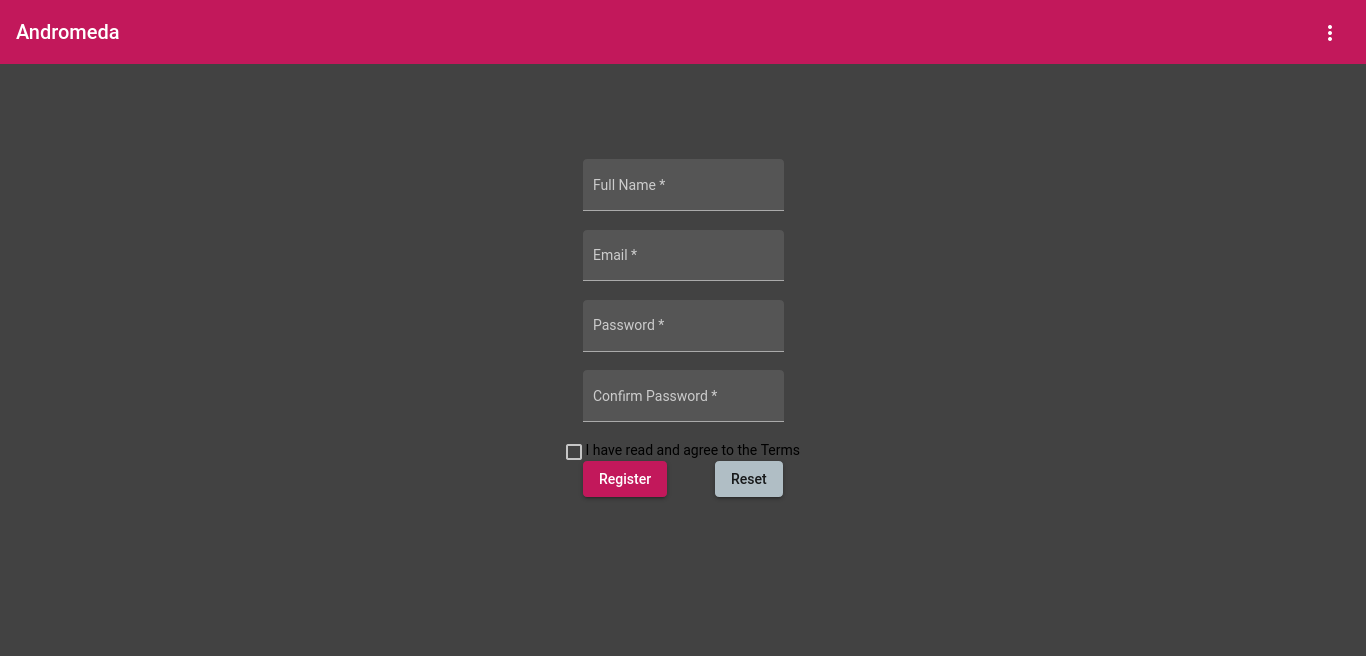 Andromeda
Full Name *
Email *
Password *
Confirm Password *
I have read and agree to the Terms
Register Reset